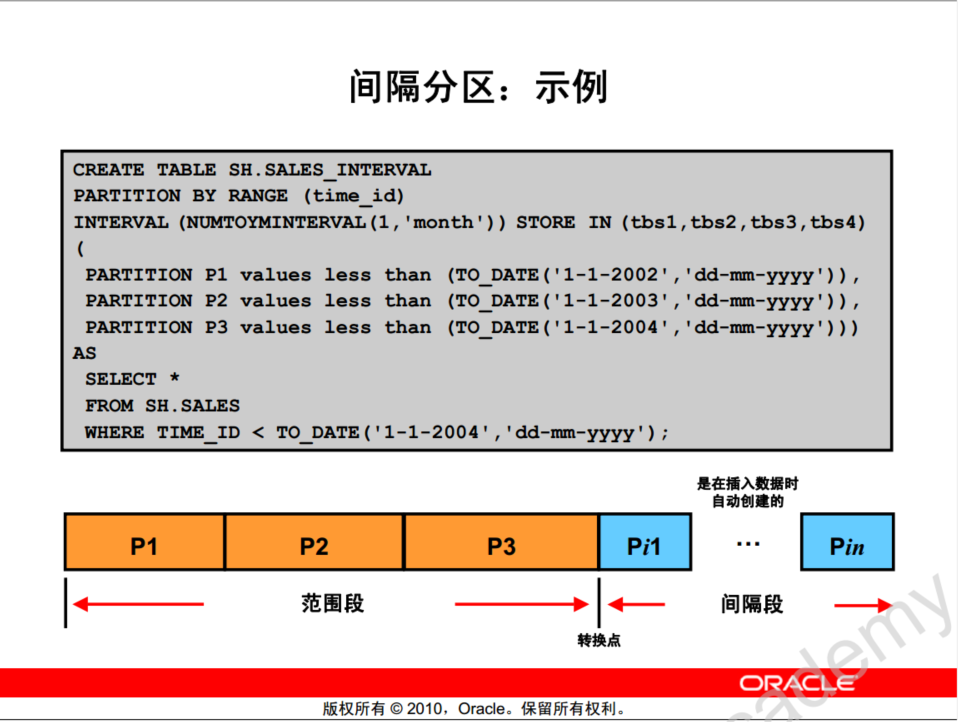 间隔分区：示例
CREATE TABLE SH.SALES_INTERVAL
PARTITION BY RANGE (time_id)
INTERVAL (NUMTOYMINTERVAL(1,'month')) STORE IN (tbs1,tbs2,tbs3,tbs4)
(
PARTITION P1 values less than (TO_DATE('1-1-2002','dd-mm-yyyy')),
PARTITION P2 values less than (TO_DATE('1-1-2003','dd-mm-yyyy')),
PARTITION P3 values less than (TO_DATE('1-1-2004','dd-mm-yyyy')))
AS
SELECT *
FROM SH.SALES
WHERE TIME_ID < TO_DATE('1-1-2004','dd-mm-yyyy');
是在插入数据时
自动创建的
P1 P2 P3 Pi1 ... Pin
范围段 间隔段
转换点
ORACLE
版权所有 © 2010，Oracle。保留所有权利。